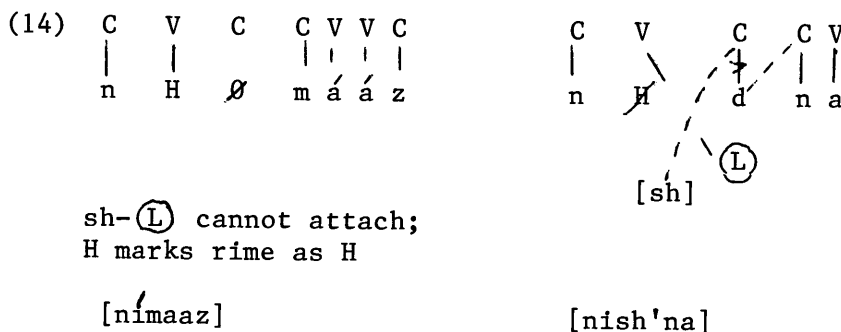 (14) C V C C V V C C V C C V
n H Ø m á á z n H d n a
[sh] L
sh-L cannot attach;
H marks rime as H
[nímaaz] [nish'na]